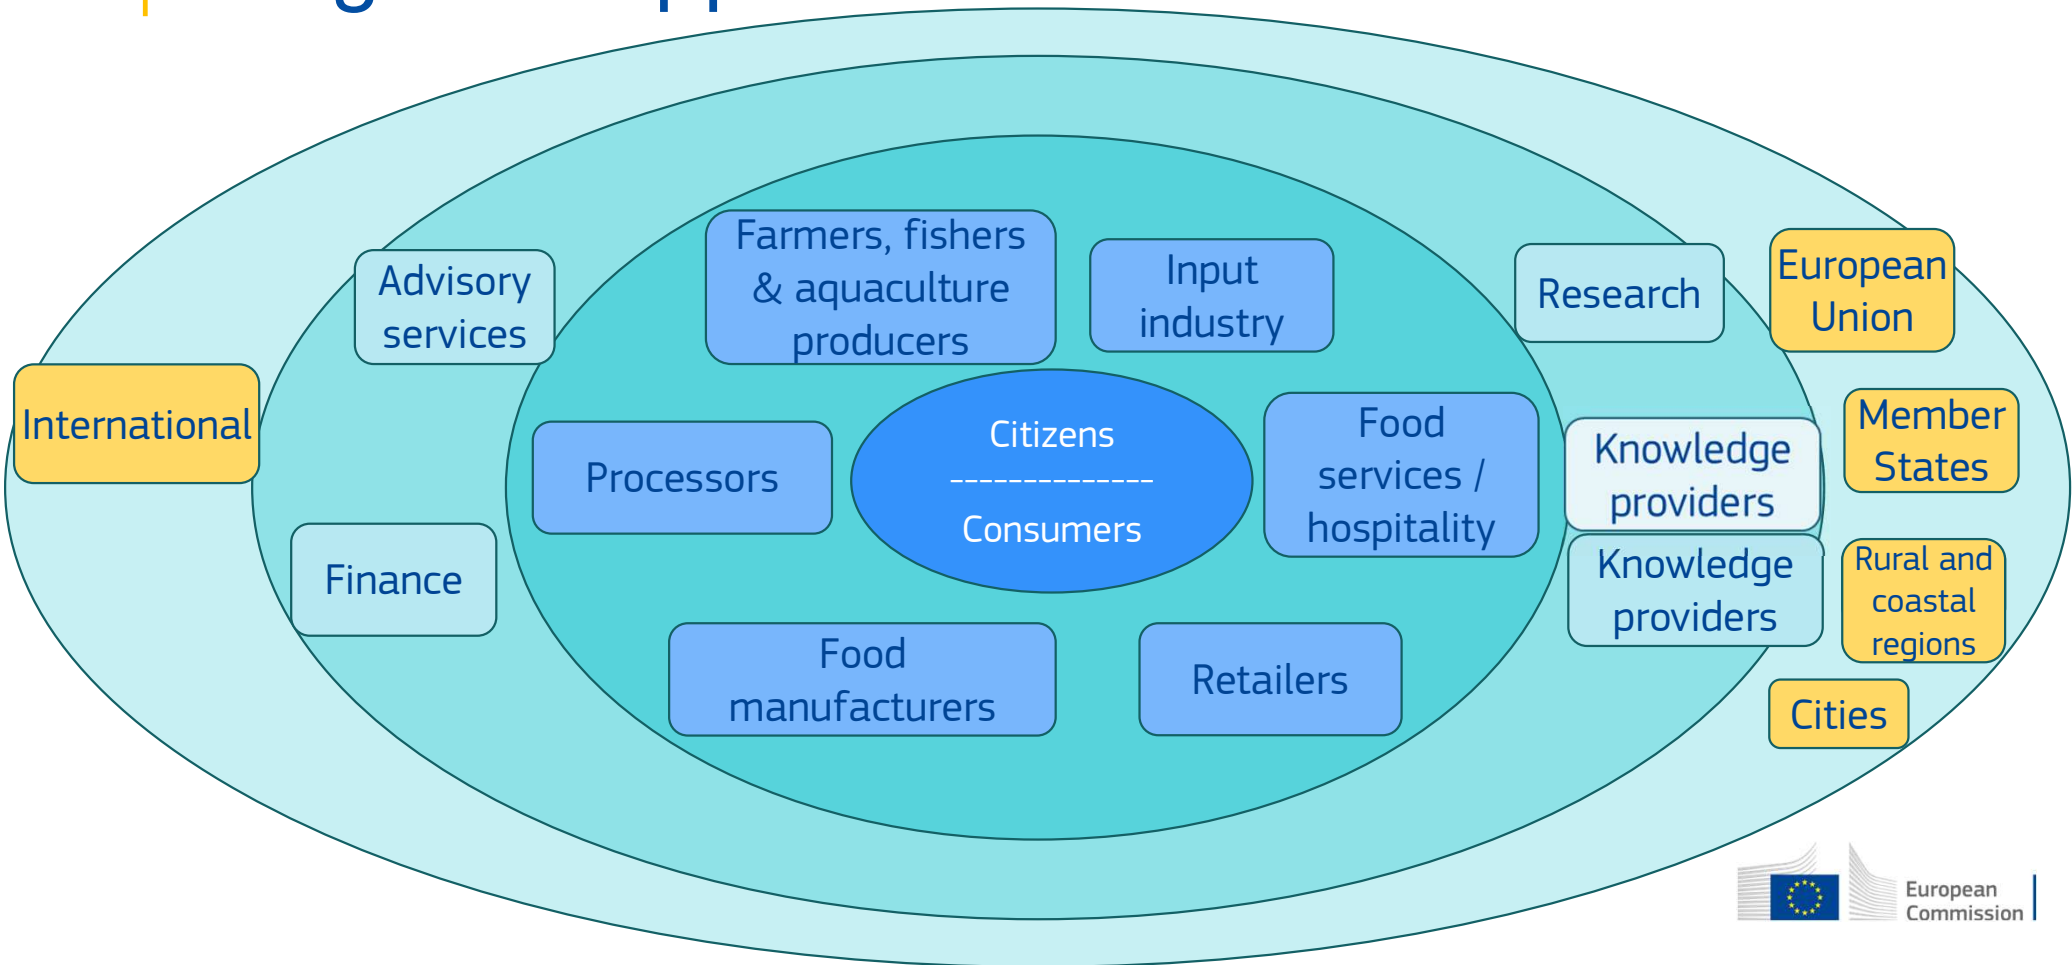 Farmers, fishers
& aquaculture
producers
Input
industry
Advisory
services
Research
European
Union
International
Processors
Citizens
--------------
Consumers
Food
services /
hospitality
Knowledge
providers
Member
States
Finance
Knowledge
providers
Rural and
coastal
regions
Food
manufacturers
Retailers
Cities
European
Commission